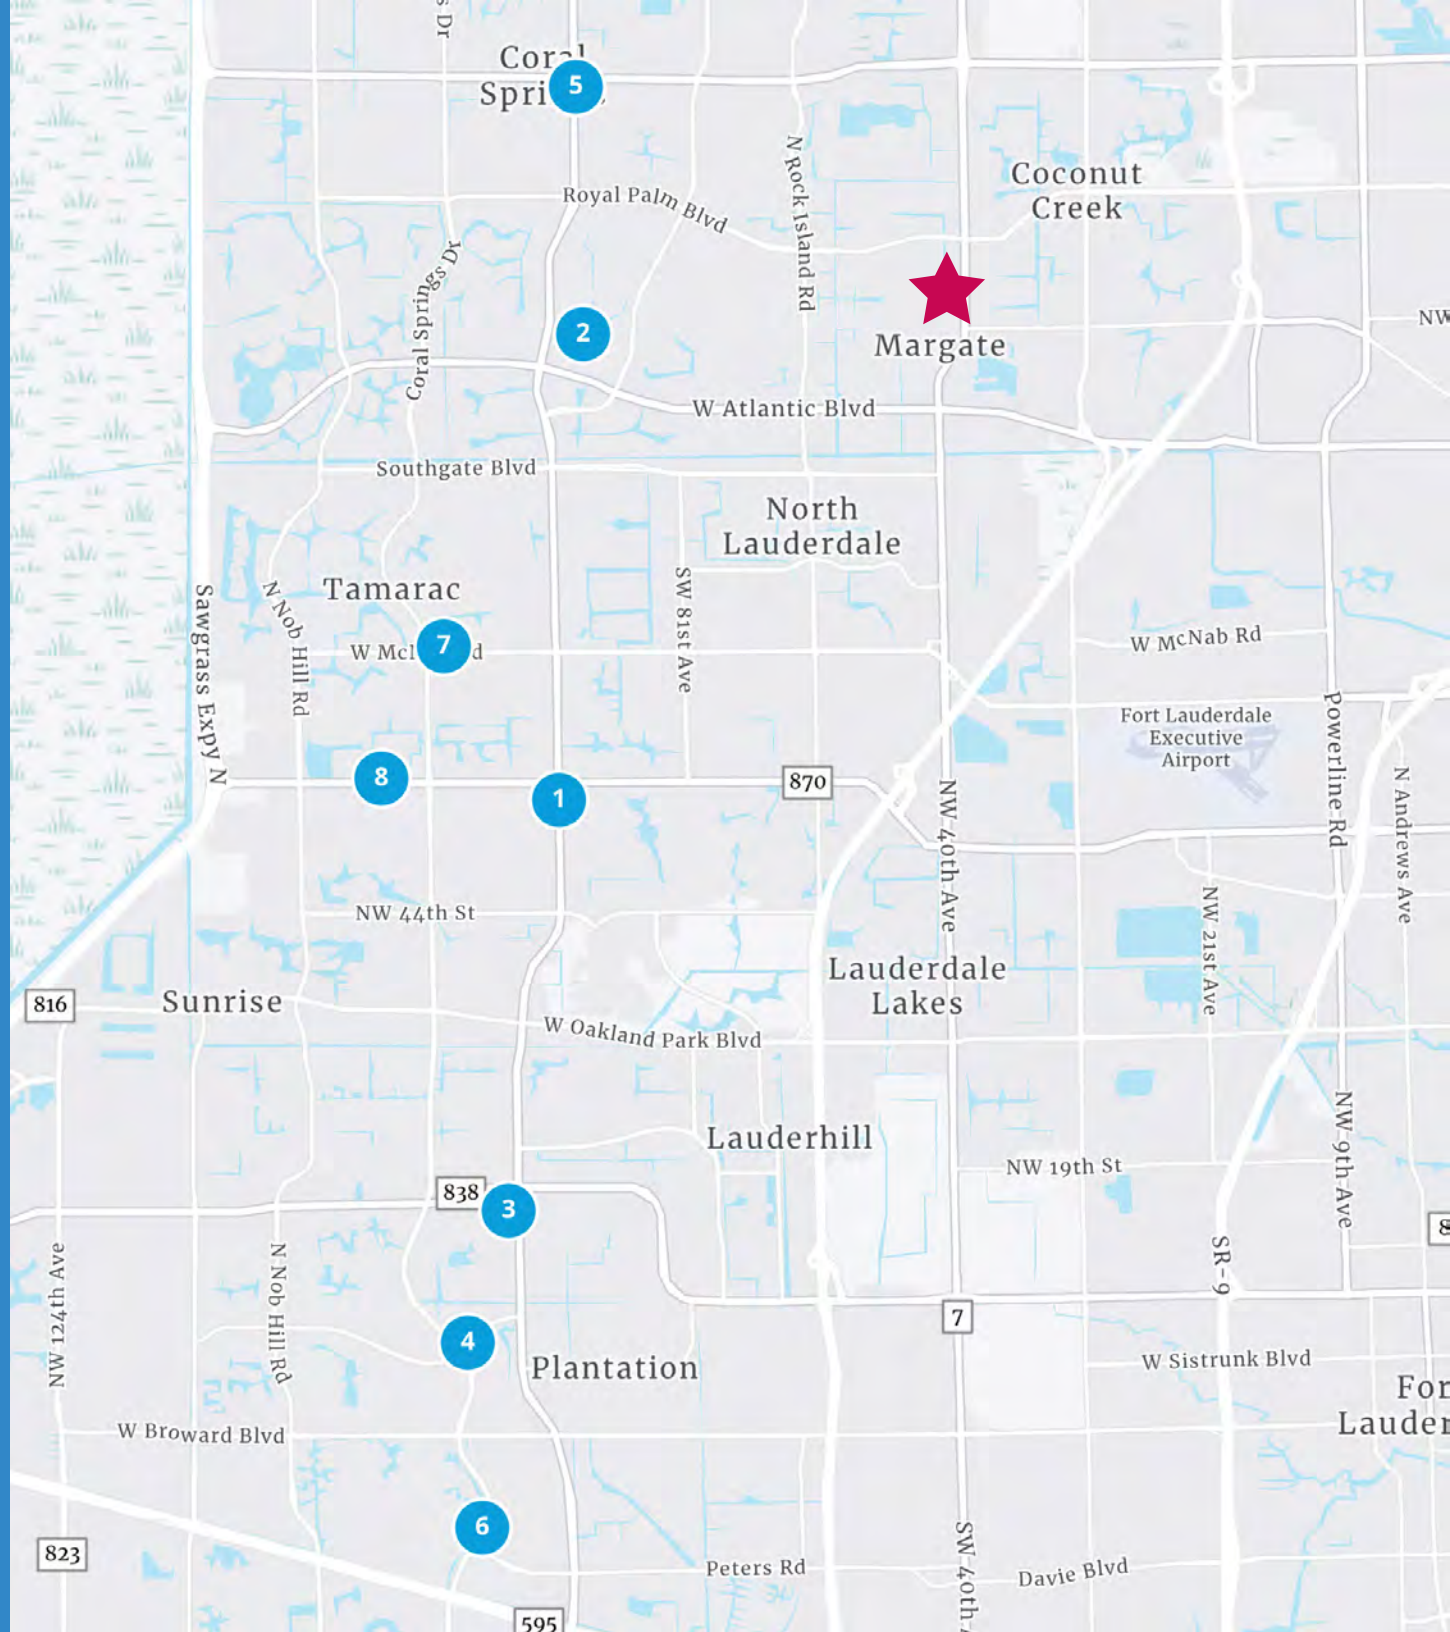 s Dr
Coral
5
N Rock Island Rd
Coconut
Creek
Royal Palm Blvd
Coral Springs Dr
2
NW
Margate
W Atlantic Blvd
Southgate Blvd
North
Lauderdale
Tamarac
SW 81st Ave
Sawgrass Expy N
N Nob Hill Rd
7
W McNab Rd
Fort Lauderdale
Executive
Airport
Powerline Rd
N Andrews Ave
8
1
870
NW 40th Ave
NW 21st Ave
NW 44th St
Lauderdale
Lakes
816
Sunrise
W Oakland Park Blvd
NW 9th Ave
Lauderhill
NW 19th St
838
3
8
SR-9
NW 124th Ave
N Nob Hill Rd
7
4
Plantation
W Sistrunk Blvd
For
Lauder
W Broward Blvd
6
823
SW 40th
Peters Rd
Davie Blvd
595